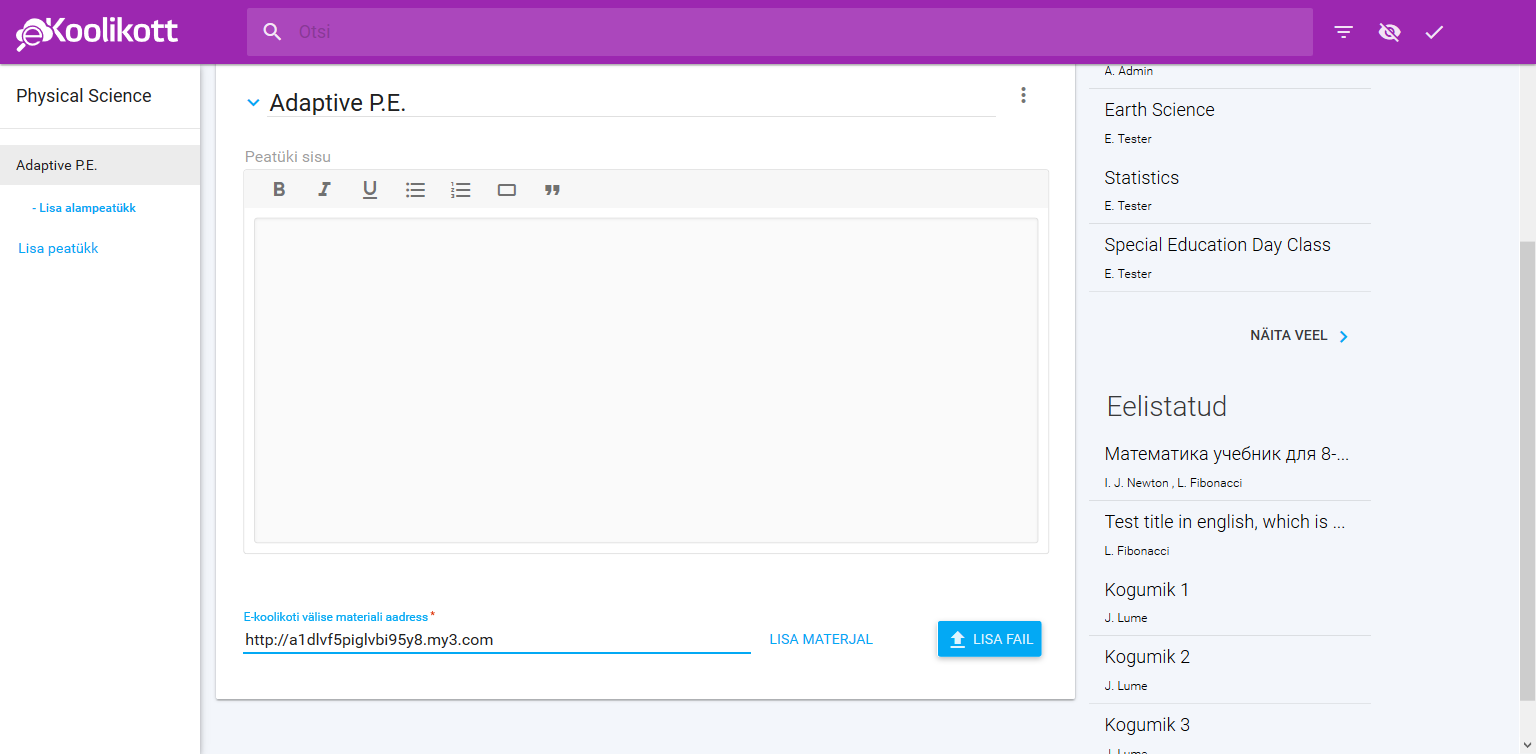 eKoolikott
Otsi
Physical Science
Adaptive P.E.
- Lisa alampeatükk
Lisa peatükk
Adaptive P.E.
Peatüki sisu
B I U
E-koolikoti välise materiali aadress *
http://a1dlvf5piglvbi95y8.my3.com
LISA MATERJAL
LISA FAIL
A. Admin
Earth Science
E. Tester
Statistics
E. Tester
Special Education Day Class
E. Tester
NÄITA VEEL
Eelistatud
Математика учебник для 8-...
I. J. Newton , L. Fibonacci
Test title in english, which is ...
L. Fibonacci
Kogumik 1
J. Lume
Kogumik 2
J. Lume
Kogumik 3
J. Lume